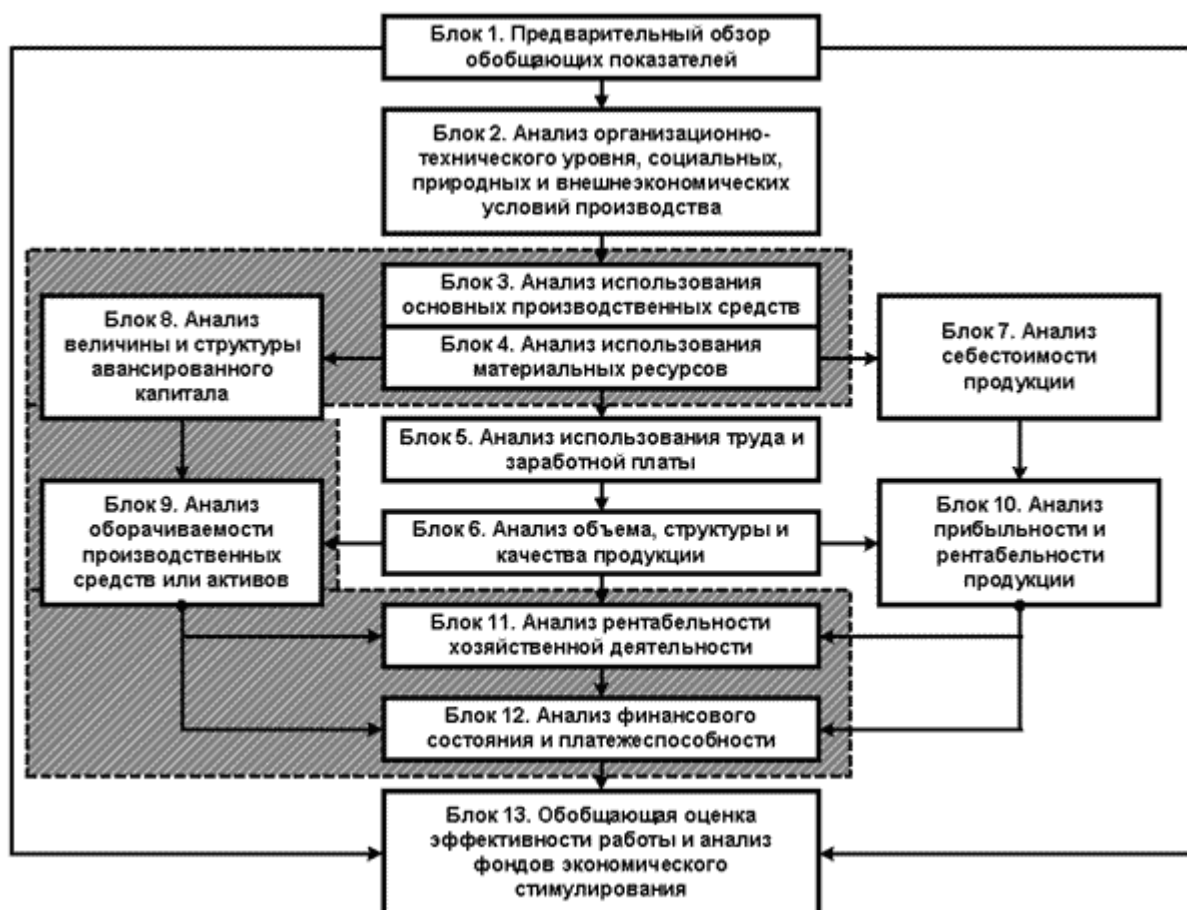 Блок 1. Предварительный обзор
обобщающих показателей
Блок 2. Анализ организационно-
технического уровня, социальных,
природных и внешнеэкономических
условий производства
Блок 3. Анализ использования
основных производственных средств
Блок 8. Анализ
величины и структуры
авансированного
капитала
Блок 4. Анализ использования
материальных ресурсов
Блок 7. Анализ
себестоимости
продукции
Блок 5. Анализ использования труда и
заработной платы
Блок 9. Анализ
оборачиваемости
производственных
средств или активов
Блок 6. Анализ объема, структуры и
качества продукции
Блок 10. Анализ
прибыльности и
рентабельности
продукции
Блок 11. Анализ рентабельности
хозяйственной деятельности
Блок 12. Анализ финансового
состояния и платежеспособности
Блок 13. Обобщающая оценка
эффективности работы и анализ
фондов экономического
стимулирования